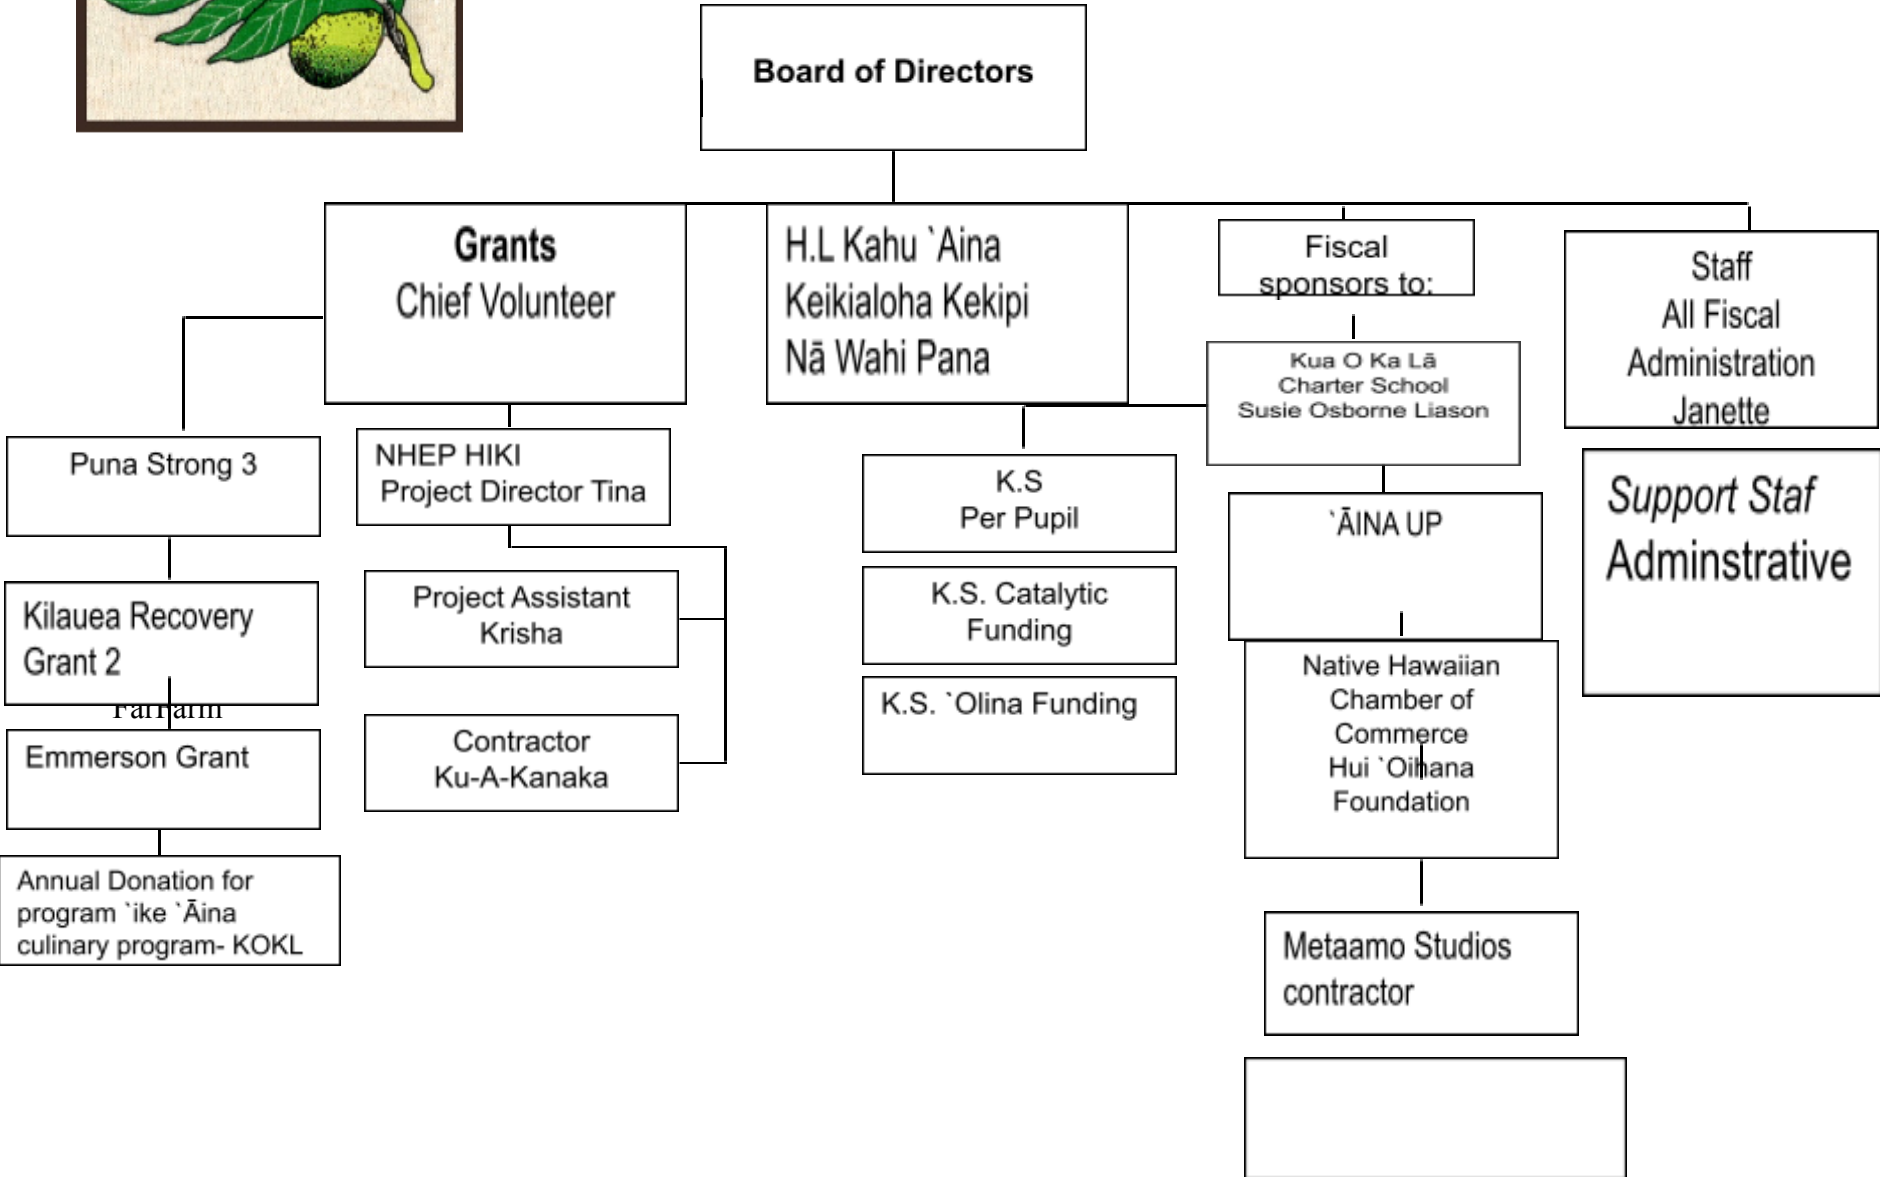 Board of Directors
Grants
Chief Volunteer
H.L Kahu `Aina
Keikialoha Kekipi
Nā Wahi Pana
Fiscal
sponsors to:
Staff
All Fiscal
Administration
Janette
Kua O Ka Lā
Charter School
Susie Osborne Liason
Puna Strong 3
NHEP HIKI
Project Director Tina
K.S
Per Pupil
`ĀINA UP
Support Staf
Adminstrative
Kilauea Recovery
Grant 2
Project Assistant
Krisha
K.S. Catalytic
Funding
Native Hawaiian
Chamber of
Commerce
Hui `Oihana
Foundation
K.S. `Olina Funding
FarFarm
Emmerson Grant
Contractor
Ku-A-Kanaka
Annual Donation for
program `ike `Āina
culinary program- KOKL
Metaamo Studios
contractor